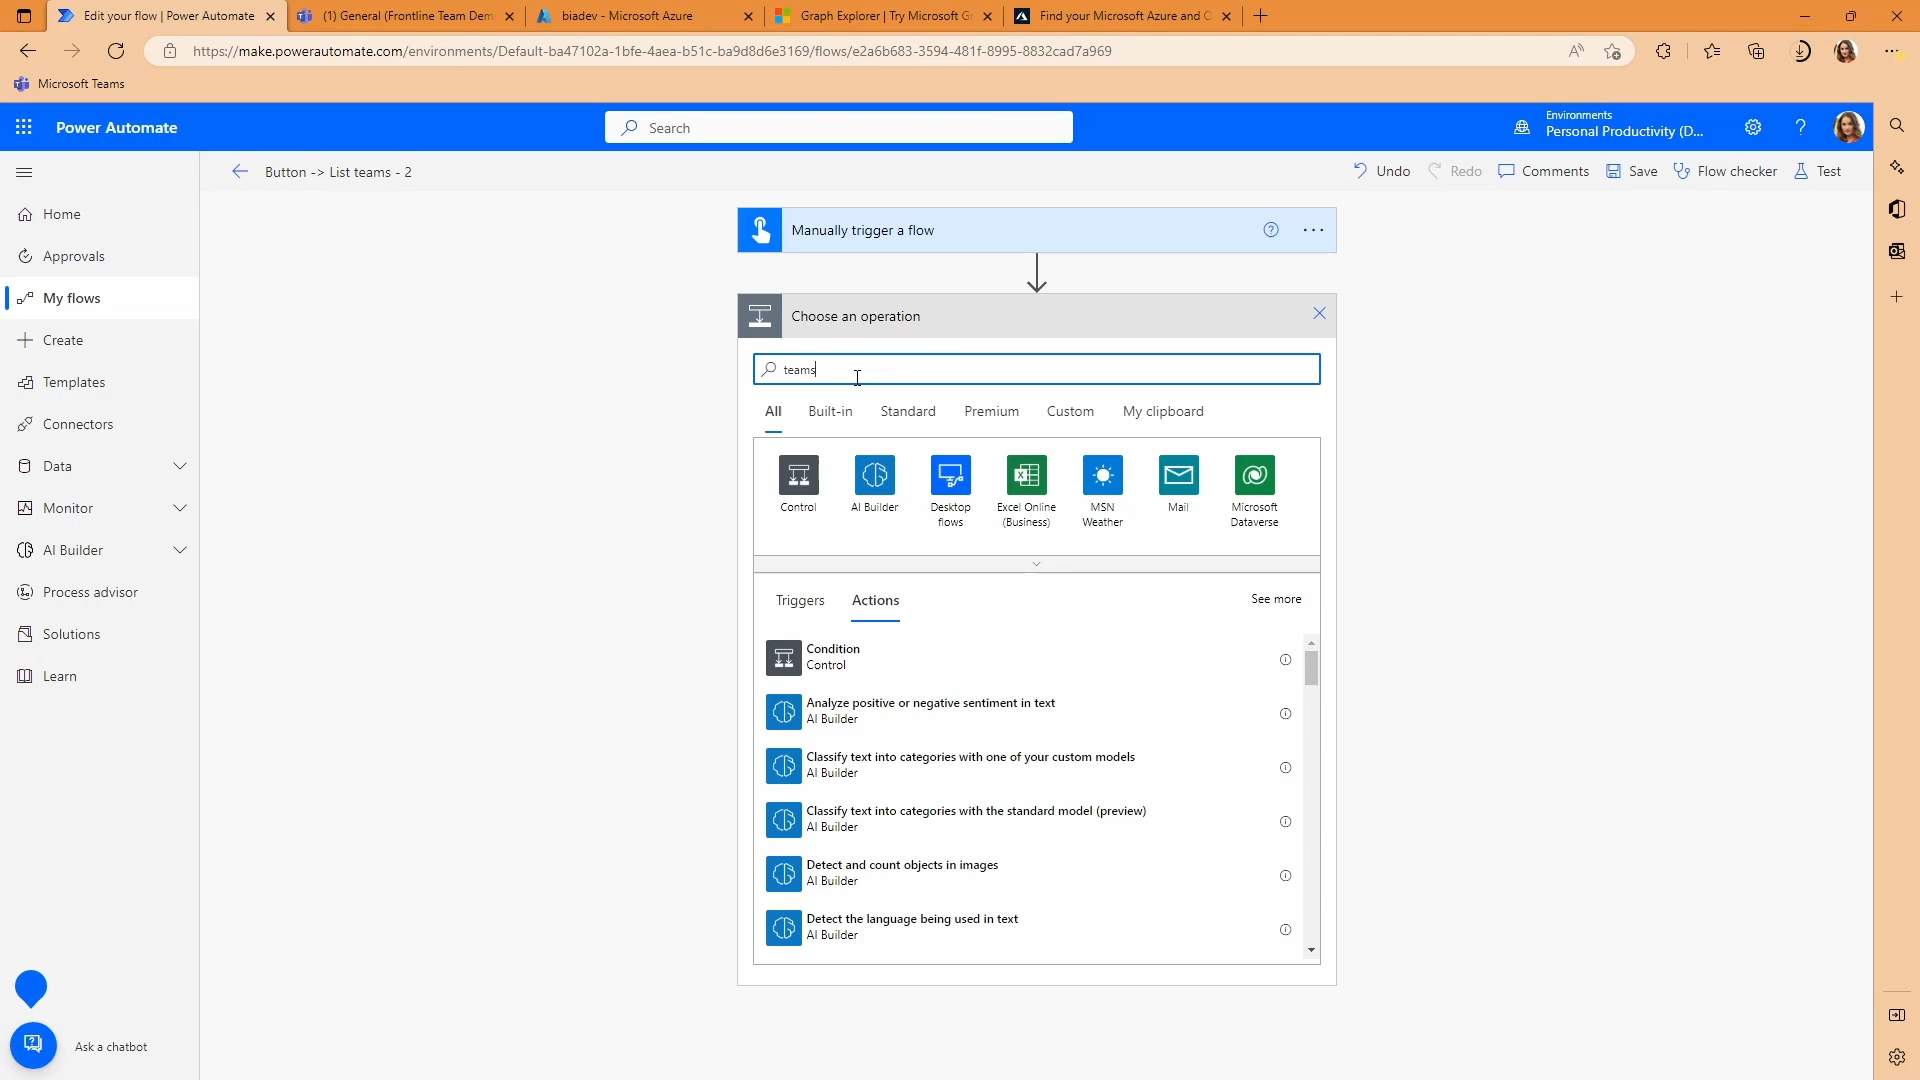 Edit your flow | Power Automate
(1) General (Frontline Team Dem
biadev - Microsoft Azure
Graph Explorer | Try Microsoft G
Find your Microsoft Azure and O
https://make.powerautomate.com/environments/Default-ba47102a-1bfe-4aea-b51c-ba9d8d6e3169/flows/e2a6b683-3594-481f-8995-8832cad7a969
Microsoft Teams
Power Automate
Search
Environments
Personal Productivity (D...
Button -> List teams - 2
Undo
Redo
Comments
Save
Flow checker
Test
Home
Approvals
My flows
Create
Templates
Connectors
Data
Monitor
AI Builder
Process advisor
Solutions
Learn
Ask a chatbot
Manually trigger a flow
Choose an operation
teams
All
Built-in
Standard
Premium
Custom
My clipboard
Control
AI Builder
Desktop
flows
Excel Online
(Business)
MSN
Weather
Mail
Microsoft
Dataverse
Triggers
Actions
See more
Condition
Control
Analyze positive or negative sentiment in text
AI Builder
Classify text into categories with one of your custom models
AI Builder
Classify text into categories with the standard model (preview)
AI Builder
Detect and count objects in images
AI Builder
Detect the language being used in text
AI Builder